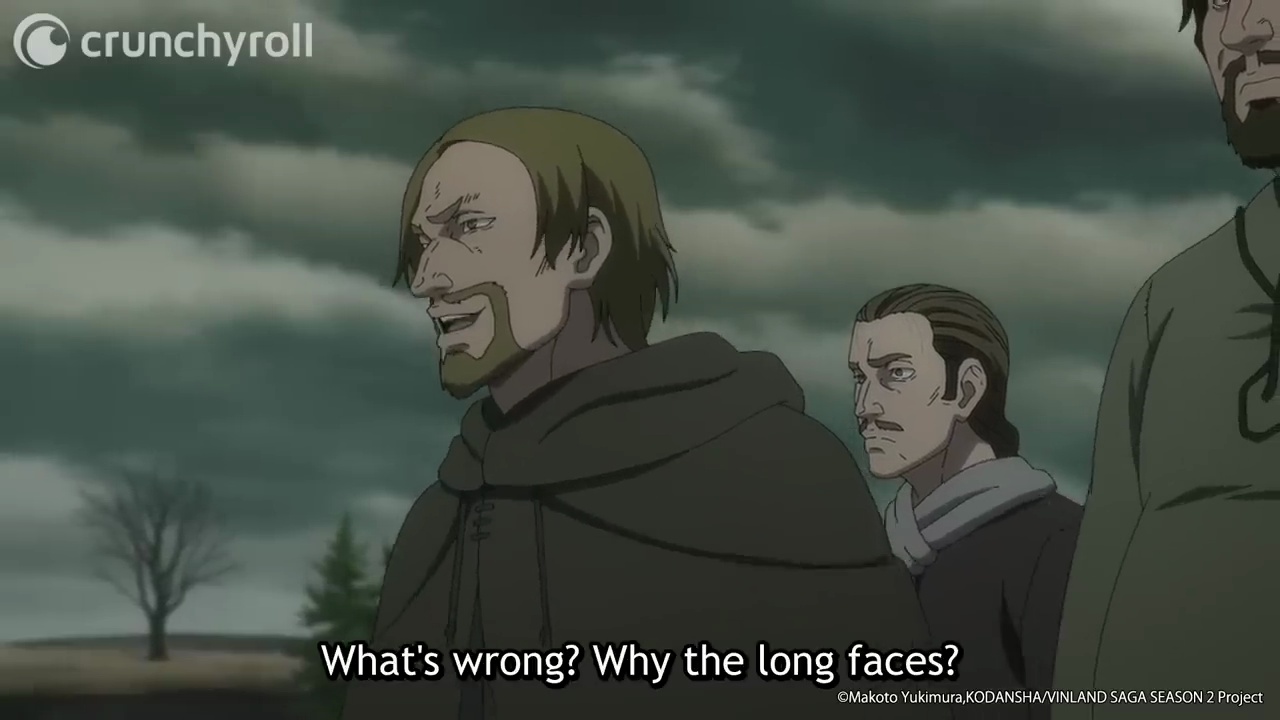 crunchyroll
What's wrong? Why the long faces?
©Makoto Yukimura,KODANSHA/VINLAND SAGA SEASON 2 Project